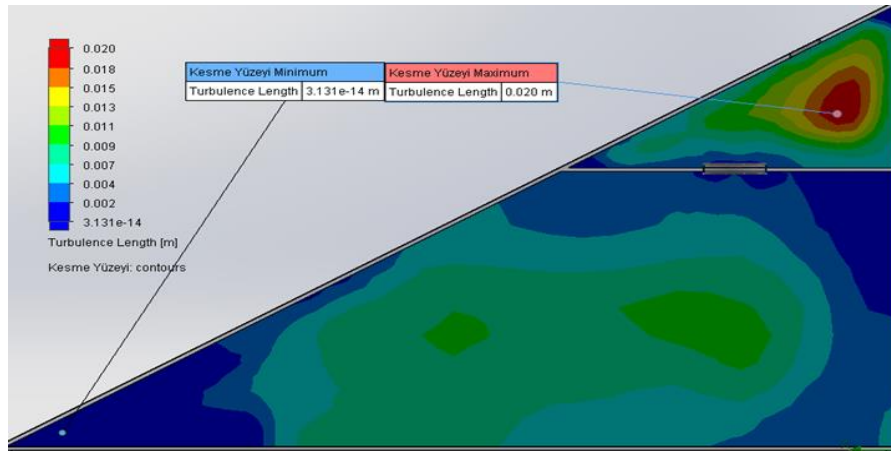 0.020
0.018
0.015
0.013
0.011
0.009
0.007
0.004
0.002
3.131e-14
Turbulence Length [m]
Kesme Yüzeyi: contours
Kesme Yüzeyi Minimum
Turbulence Length 3.131e-14 m
Kesme Yüzeyi Maximum
Turbulence Length 0.020 m